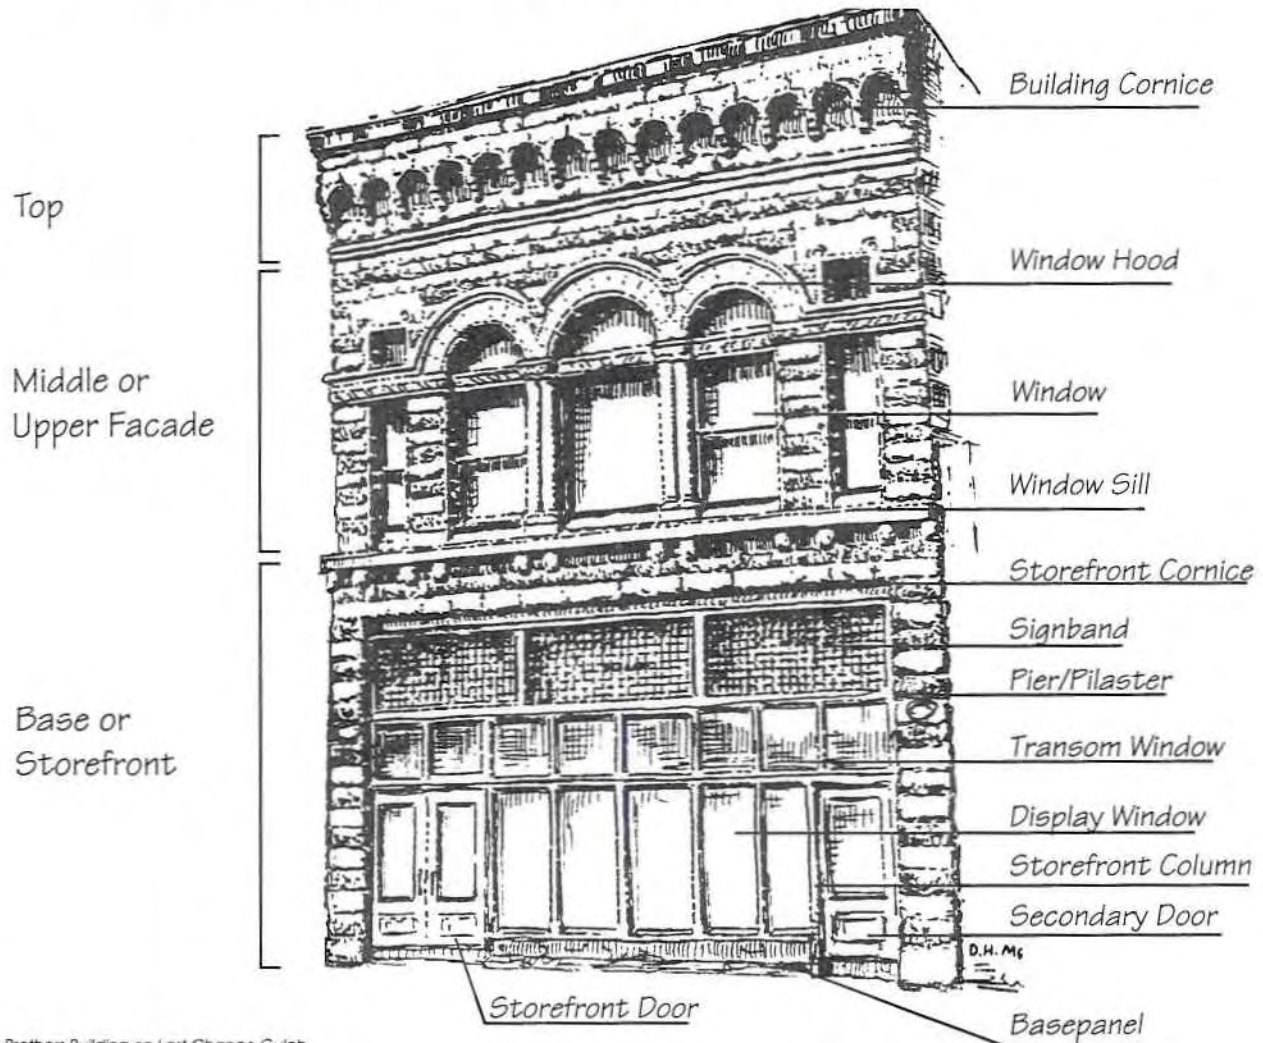 Building Cornice
Top
Window Hood
Middle or
Upper Facade
Window
Window Sill
Storefront Cornice
Signband
Pier/Pilaster
Base or
Storefront
Transom Window
Display Window
Storefront Column
Secondary Door
D.H. Mc
Storefront Door
Basepanel